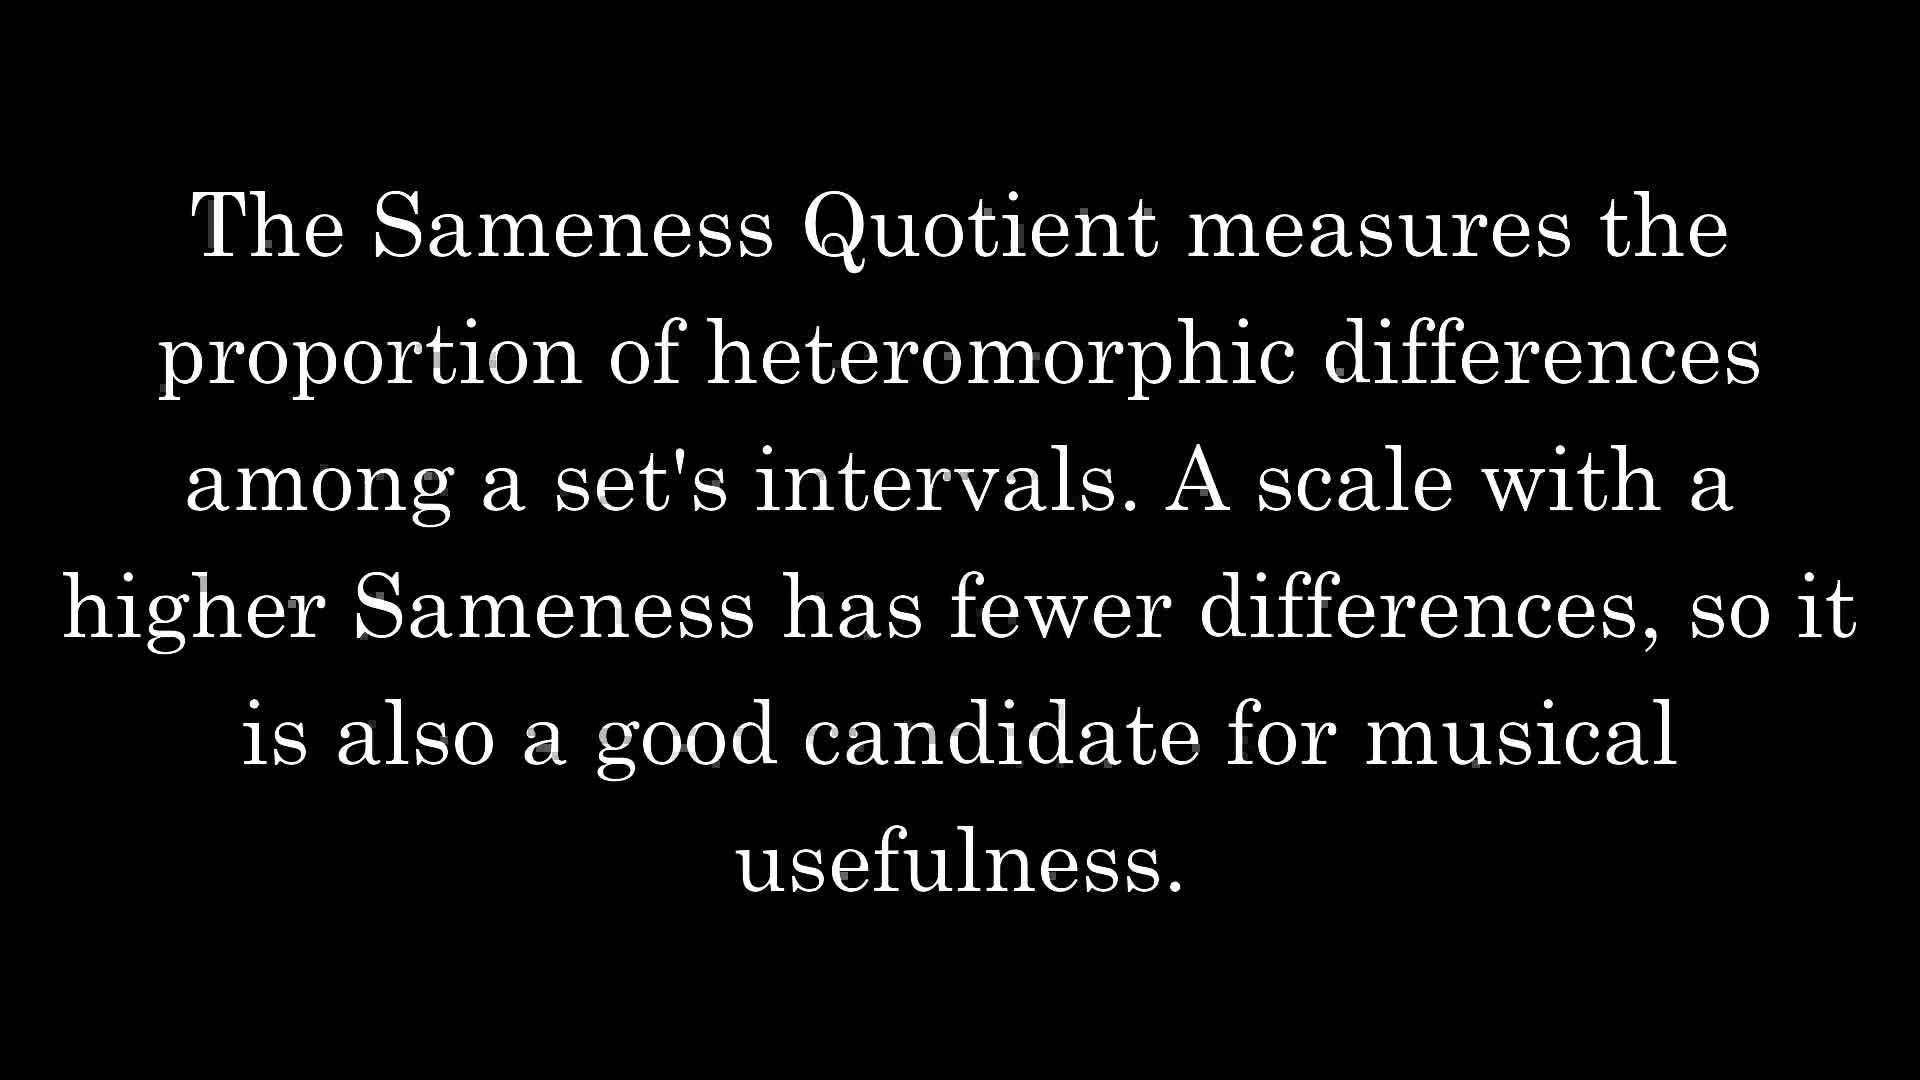 The Sameness Quotient measures the
proportion of heteromorphic differences
among a set's intervals. A scale with a
higher Sameness has fewer differences, so it
is also a good candidate for musical
usefulness.